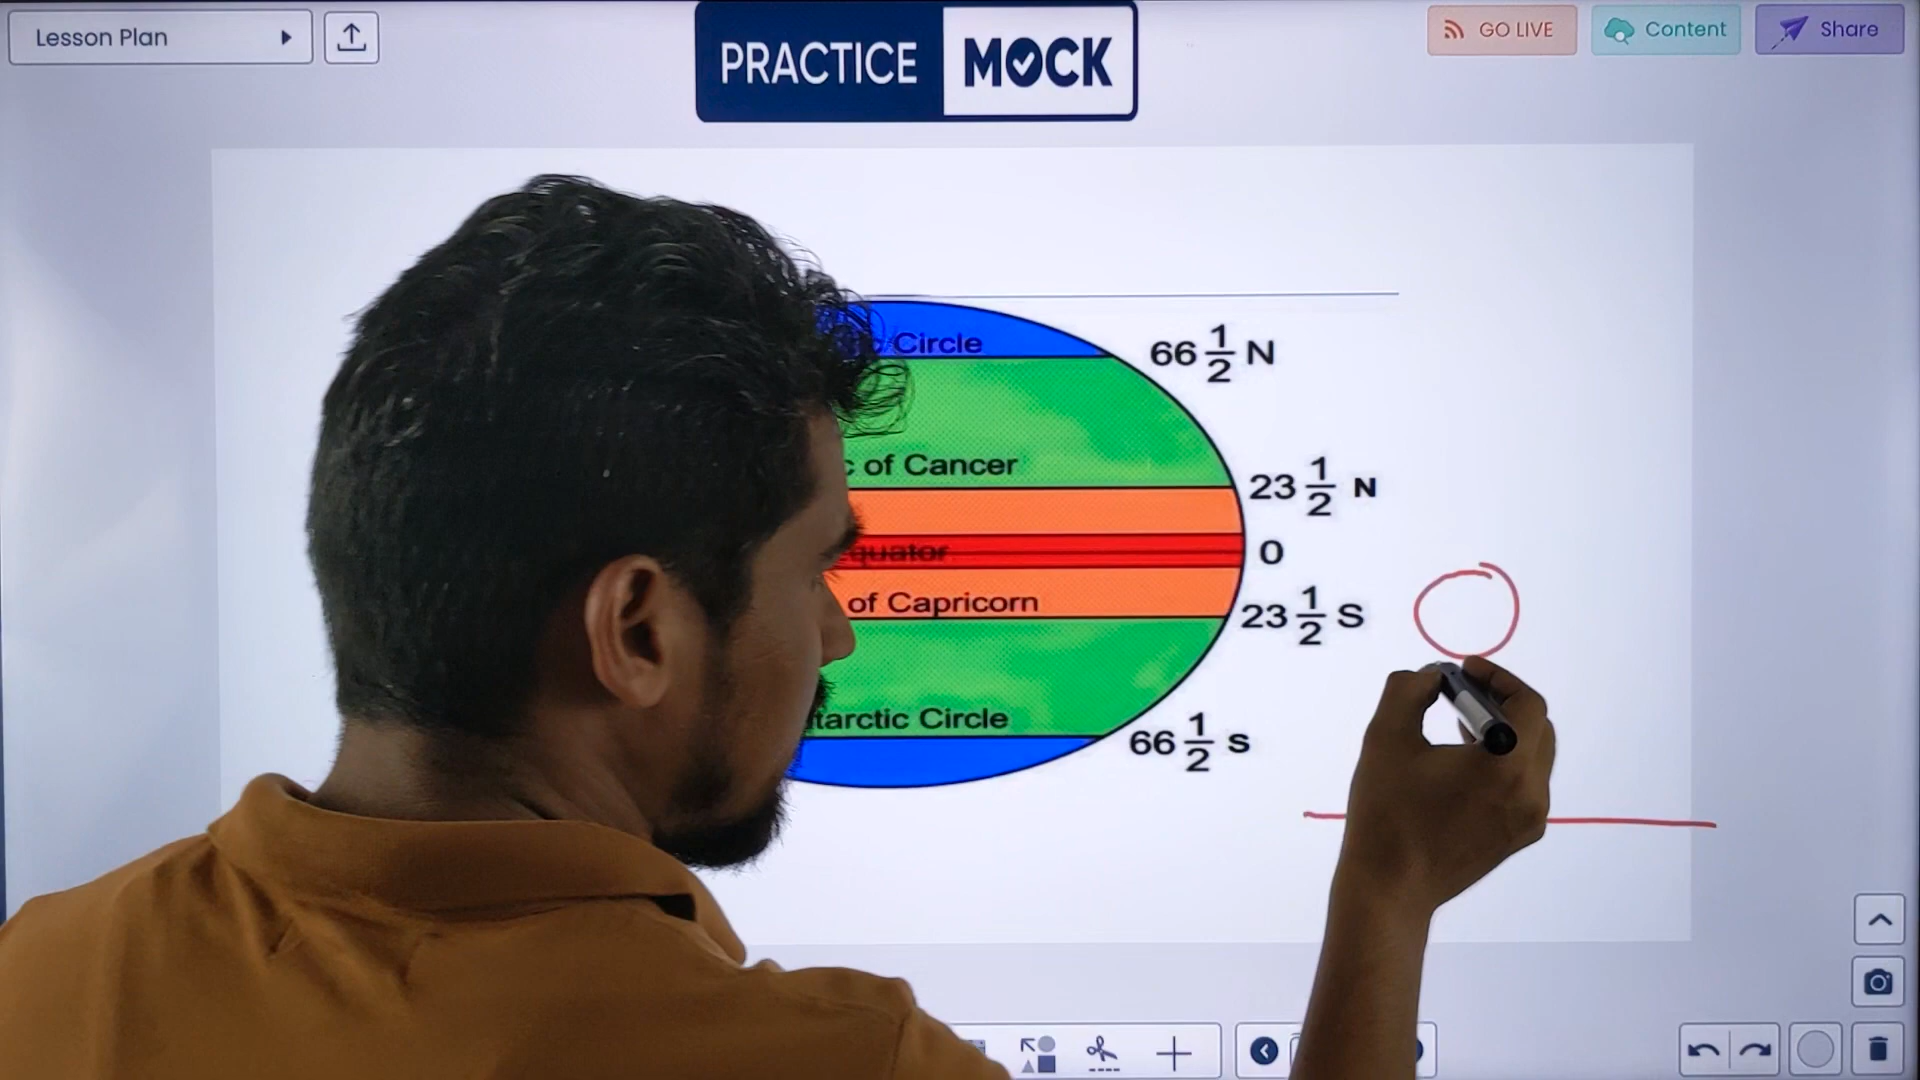 Lesson Plan
PRACTICE MOCK
GO LIVE
Content
Share
Circle
66 1/2 N
of Cancer
23 1/2 N
0
of Capricorn
23 1/2 S
Circle
66 1/2 S